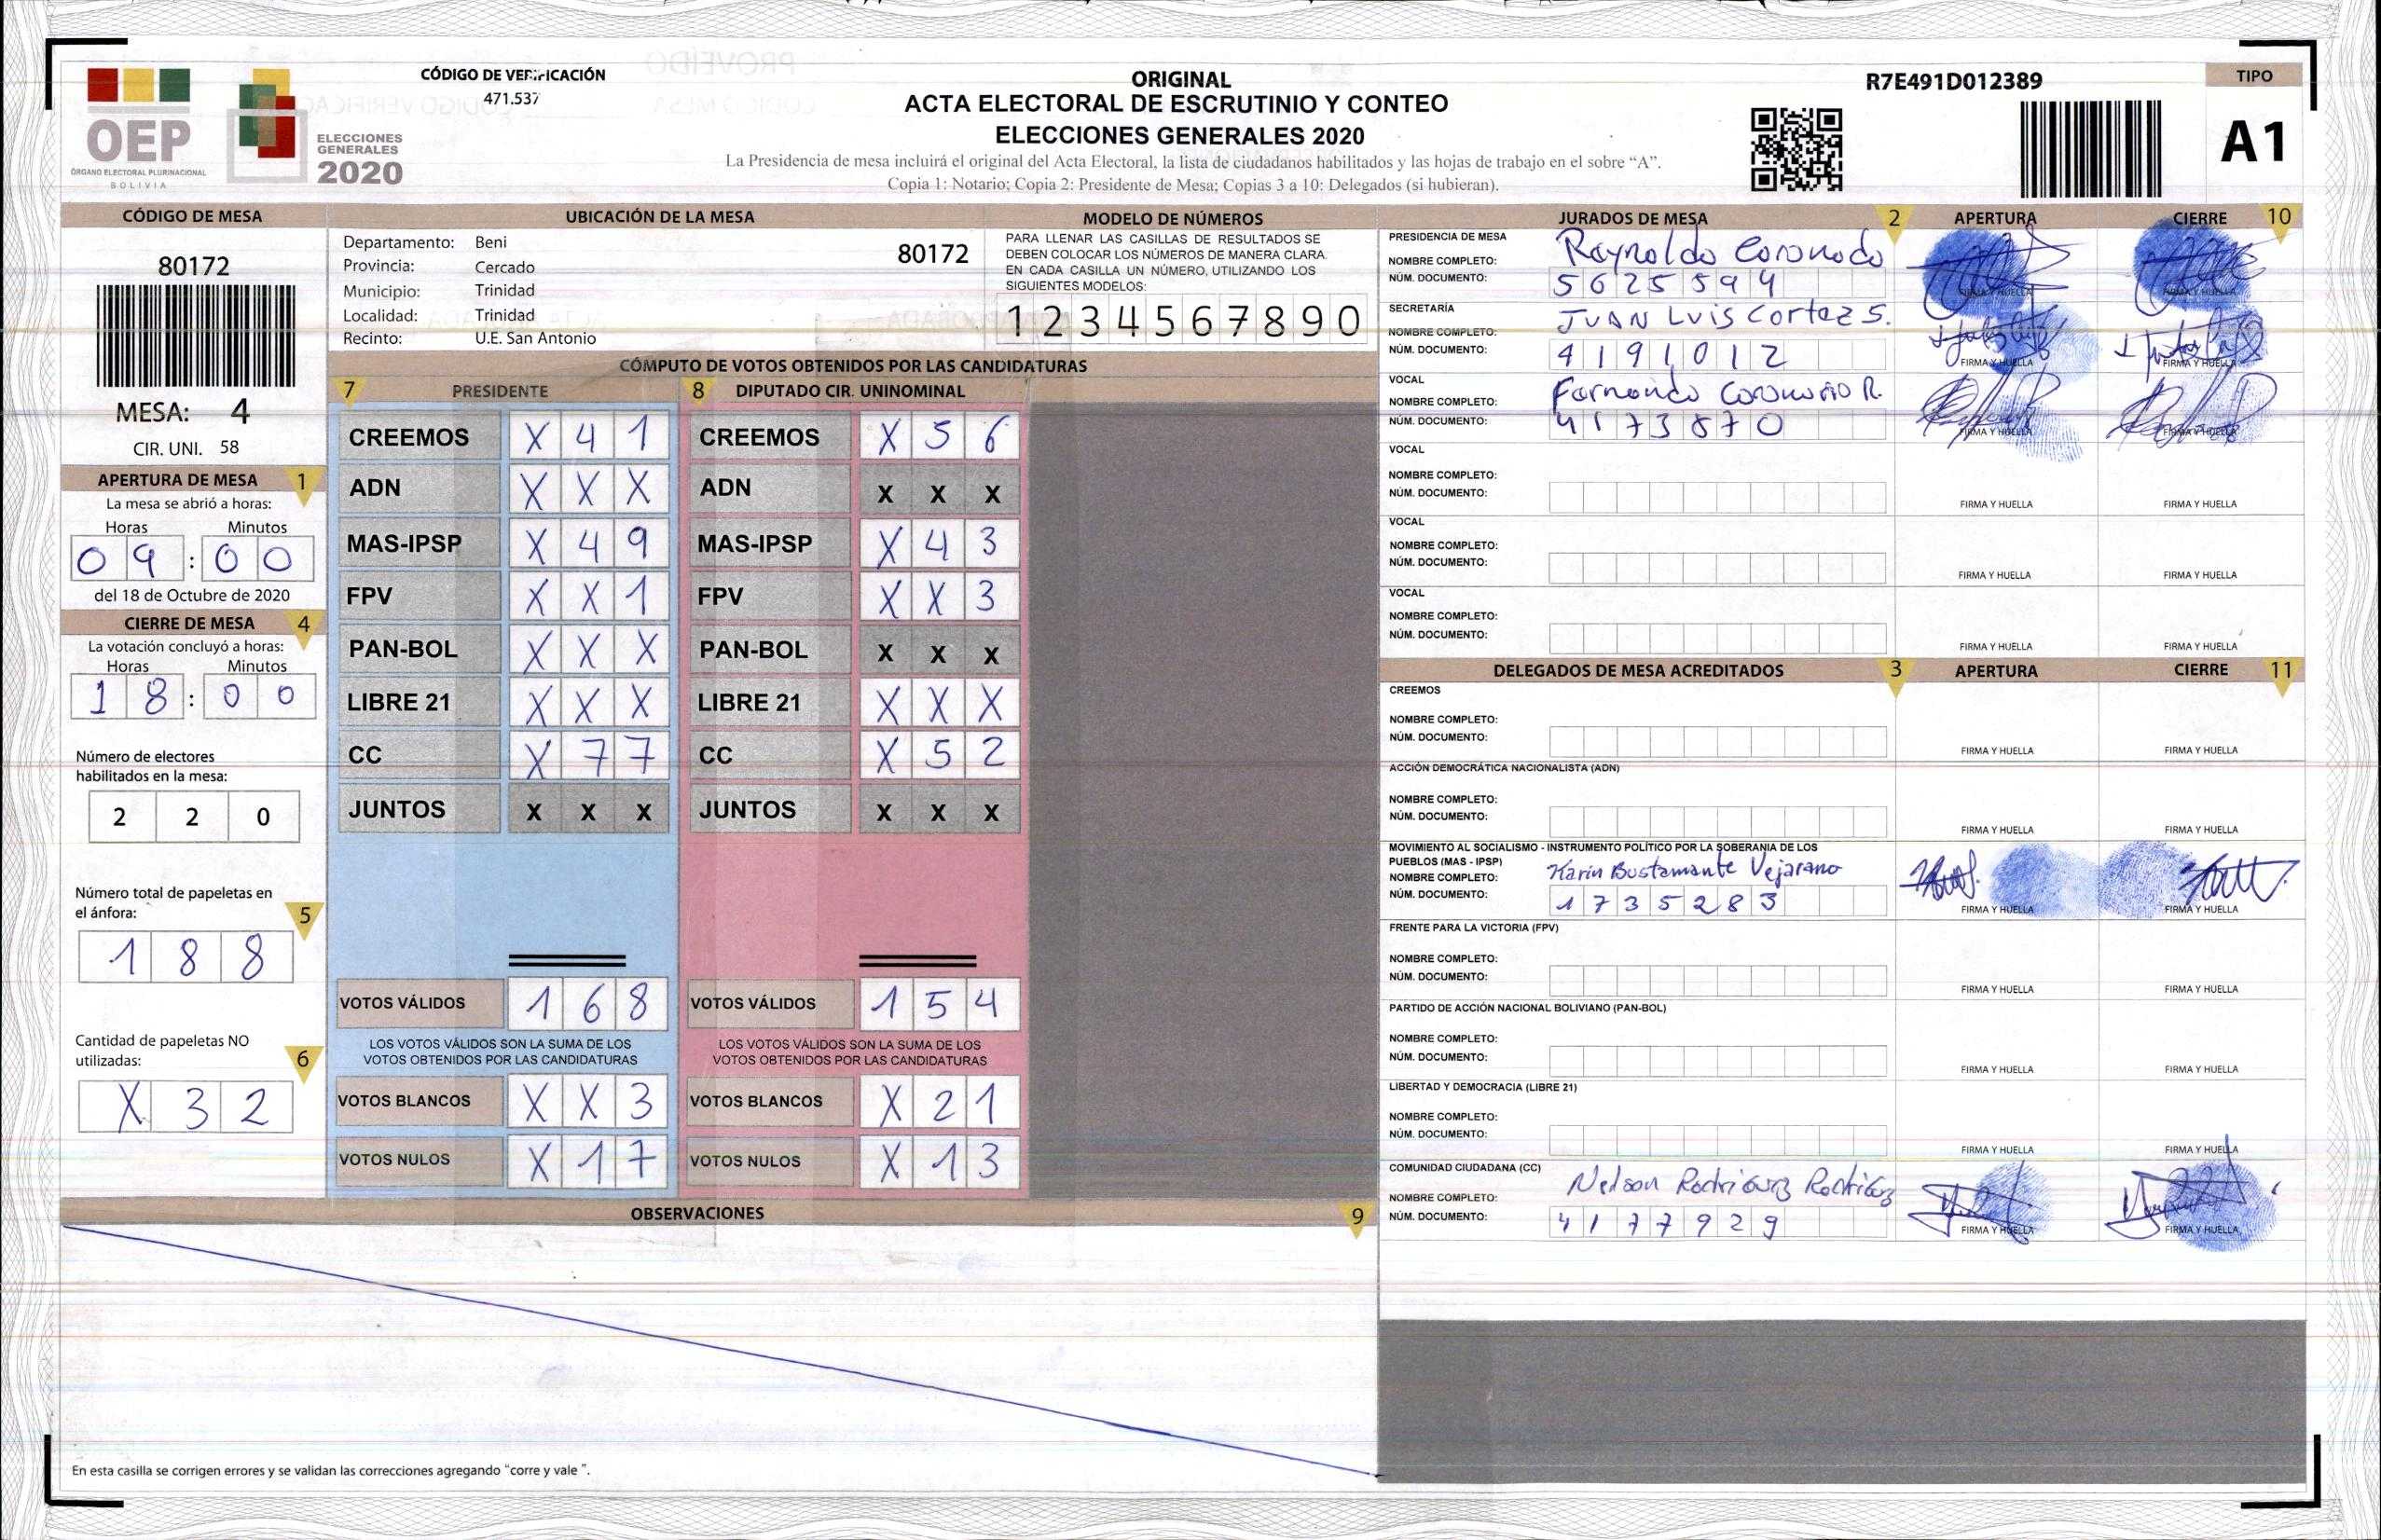 CÓDIGO DE VERIFICACIÓN
471.537
ORIGINAL
ACTA ELECTORAL DE ESCRUTINIO Y CONTEO
ELECCIONES GENERALES 2020
La Presidencia de mesa incluirá el original del Acta Electoral, la lista de ciudadanos habilitados y las hojas de trabajo en el sobre “A”.
Copia 1: Notario; Copia 2: Presidente de Mesa; Copias 3 a 10: Delegados (si hubieran).
R7E491D012389
TIPO
A1
OEP
ÓRGANO ELECTORAL PLURINACIONAL
BOLIVIA
ELECCIONES
GENERALES
2020
CÓDIGO DE MESA
80172
MESA: 4
CIR. UNI. 58
APERTURA DE MESA 1
La mesa se abrió a horas:
Horas Minutos
09 : 00
del 18 de Octubre de 2020
CIERRE DE MESA 4
La votación concluyó a horas:
Horas Minutos
18 : 00
Número de electores
habilitados en la mesa:
2 2 0
Número total de papeletas en
el ánfora: 5
1 8 8
Cantidad de papeletas NO
utilizadas: 6
X 3 2
UBICACIÓN DE LA MESA
Departamento: Beni
80172
Provincia: Cercado
Municipio: Trinidad
Localidad: Trinidad
Recinto: U.E. San Antonio
MODELO DE NÚMEROS
PARA LLENAR LAS CASILLAS DE RESULTADOS SE
DEBEN COLOCAR LOS NÚMEROS DE MANERA CLARA.
EN CADA CASILLA UN NÚMERO, UTILIZANDO LOS
SIGUIENTES MODELOS:
1 2 3 4 5 6 7 8 9 0
CÓMPUTO DE VOTOS OBTENIDOS POR LAS CANDIDATURAS
7 PRESIDENTE 8 DIPUTADO CIR. UNINOMINAL
CREEMOS X 4 1 CREEMOS X 5 6
ADN X X X ADN X X X
MAS-IPSP X 4 9 MAS-IPSP X 4 3
FPV X X 1 FPV X X 3
PAN-BOL X X X PAN-BOL X X X
LIBRE 21 X X X LIBRE 21 X X X
CC X 7 7 CC X 5 2
JUNTOS X X X JUNTOS X X X
VOTOS VÁLIDOS 1 6 8 VOTOS VÁLIDOS 1 5 4
LOS VOTOS VÁLIDOS SON LA SUMA DE LOS LOS VOTOS VÁLIDOS SON LA SUMA DE LOS
VOTOS OBTENIDOS POR LAS CANDIDATURAS VOTOS OBTENIDOS POR LAS CANDIDATURAS
VOTOS BLANCOS X X 3 VOTOS BLANCOS X 2 1
VOTOS NULOS X 1 7 VOTOS NULOS X 1 3
OBSERVACIONES 9
En esta casilla se corrigen errores y se validan las correcciones agregando “corre y vale ”.
JURADOS DE MESA 2 APERTURA CIERRE 10
PRESIDENCIA DE MESA
NOMBRE COMPLETO: Raynoldo Coronado
NÚM. DOCUMENTO: 5625594
FIRMA Y HUELLA FIRMA Y HUELLA
SECRETARÍA
NOMBRE COMPLETO: JUAN Luis Cortez S.
NÚM. DOCUMENTO: 4191012
FIRMA Y HUELLA FIRMA Y HUELLA
VOCAL
NOMBRE COMPLETO: Fernando R.
NÚM. DOCUMENTO: 4173870
FIRMA Y HUELLA FIRMA Y HUELLA
VOCAL
NOMBRE COMPLETO:
NÚM. DOCUMENTO:
FIRMA Y HUELLA FIRMA Y HUELLA
VOCAL
NOMBRE COMPLETO:
NÚM. DOCUMENTO:
FIRMA Y HUELLA FIRMA Y HUELLA
VOCAL
NOMBRE COMPLETO:
NÚM. DOCUMENTO:
FIRMA Y HUELLA FIRMA Y HUELLA
DELEGADOS DE MESA ACREDITADOS 3 APERTURA CIERRE 11
CREEMOS
NOMBRE COMPLETO:
NÚM. DOCUMENTO:
FIRMA Y HUELLA FIRMA Y HUELLA
ACCIÓN DEMOCRÁTICA NACIONALISTA (ADN)
NOMBRE COMPLETO:
NÚM. DOCUMENTO:
FIRMA Y HUELLA FIRMA Y HUELLA
MOVIMIENTO AL SOCIALISMO - INSTRUMENTO POLÍTICO POR LA SOBERANIA DE LOS
PUEBLOS (MAS - IPSP)
NOMBRE COMPLETO: Karin Bustamante Vejarano
NÚM. DOCUMENTO: 1735283
FIRMA Y HUELLA FIRMA Y HUELLA
FRENTE PARA LA VICTORIA (FPV)
NOMBRE COMPLETO:
NÚM. DOCUMENTO:
FIRMA Y HUELLA FIRMA Y HUELLA
PARTIDO DE ACCIÓN NACIONAL BOLIVIANO (PAN-BOL)
NOMBRE COMPLETO:
NÚM. DOCUMENTO:
FIRMA Y HUELLA FIRMA Y HUELLA
LIBERTAD Y DEMOCRACIA (LIBRE 21)
NOMBRE COMPLETO:
NÚM. DOCUMENTO:
FIRMA Y HUELLA FIRMA Y HUELLA
COMUNIDAD CIUDADANA (CC)
NOMBRE COMPLETO: Nelson Rodriguez Rodriguez
NÚM. DOCUMENTO: 4177929
FIRMA Y HUELLA FIRMA Y HUELLA